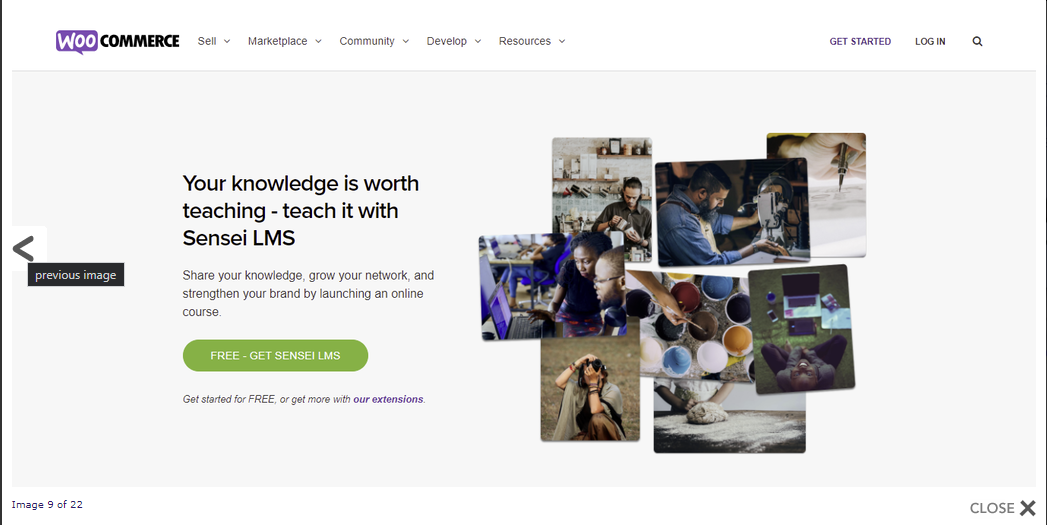 WOO COMMERCE
Sell
Marketplace
Community
Develop
Resources
GET STARTED
LOG IN
Your knowledge is worth
teaching - teach it with
Sensei LMS
previous image
Share your knowledge, grow your network, and
strengthen your brand by launching an online
course.
FREE - GET SENSEI LMS
Get started for FREE, or get more with our extensions.
Image 9 of 22
CLOSE